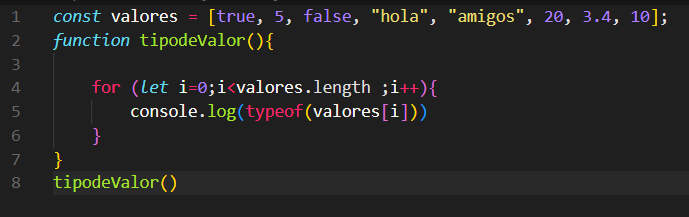 1 const valores = [true, 5, false, "hola", "amigos", 20, 3.4, 10];
2 function tipodeValor(){
3
4     for (let i=0;i<valores.length ;i++){
5         console.log(typeof(valores[i]))
6     }
7 }
8 tipodeValor()